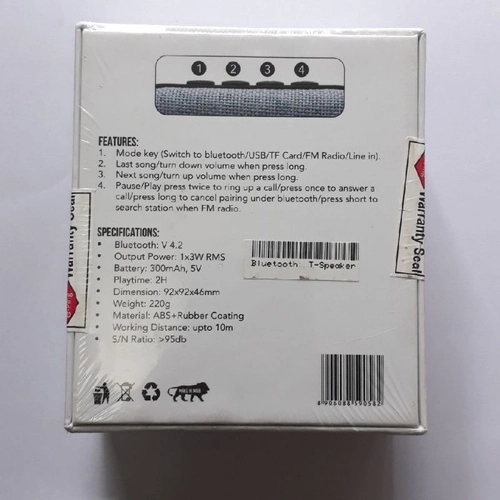 1 2 3 4
FEATURES:
1. Mode key (Switch to bluetooth/USB/TF Card/FM Radio/Line in).
2. Last song/turn down volume when press long.
3. Next song/turn up volume when press long.
4. Pause/Play press twice to ring up a call/press once to answer a
call/press long to cancel pairing under bluetooth/press short to
search station when FM radio.
SPECIFICATIONS:
• Bluetooth: V 4.2
• Output Power: 1x3W RMS
• Battery: 300mAh, 5V
• Playtime: 2H
• Dimension: 92x92x46mm
• Weight: 220g
• Material: ABS+Rubber Coating
• Working Distance: upto 10m
• S/N Ratio: >95db
Bluetooth: T-Speaker
Warranty Seal
Warranty Seal
8 906088 590582